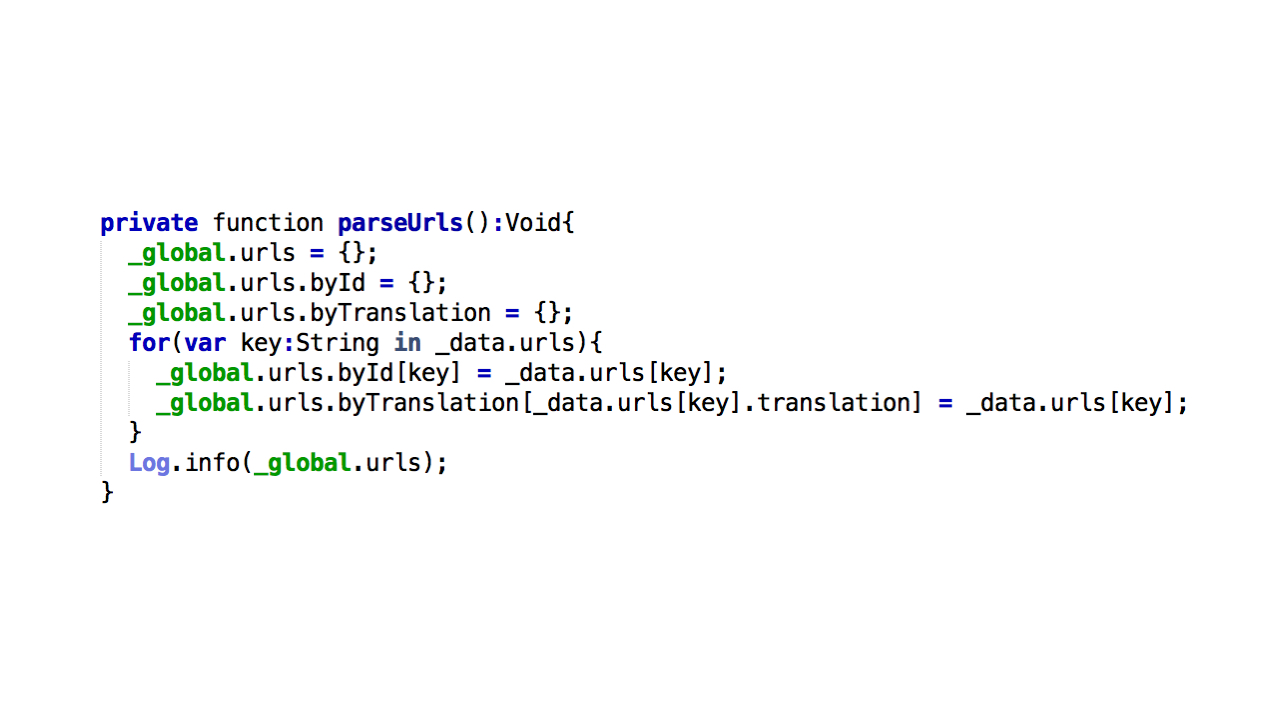 private function parseUrls():Void{
  _global.urls = {};
  _global.urls.byId = {};
  _global.urls.byTranslation = {};
  for(var key:String in _data.urls){
    _global.urls.byId[key] = _data.urls[key];
    _global.urls.byTranslation[_data.urls[key].translation] = _data.urls[key];
  }
  Log.info(_global.urls);
}